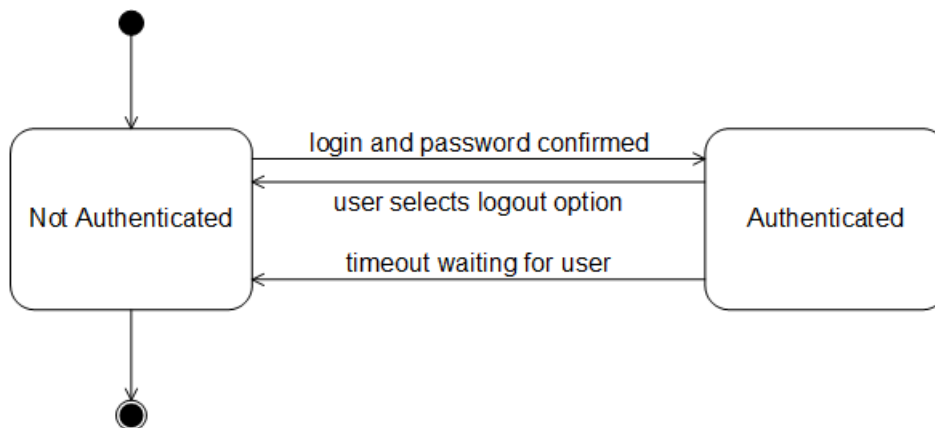 login and password confirmed
user selects logout option
Not Authenticated
Authenticated
timeout waiting for user